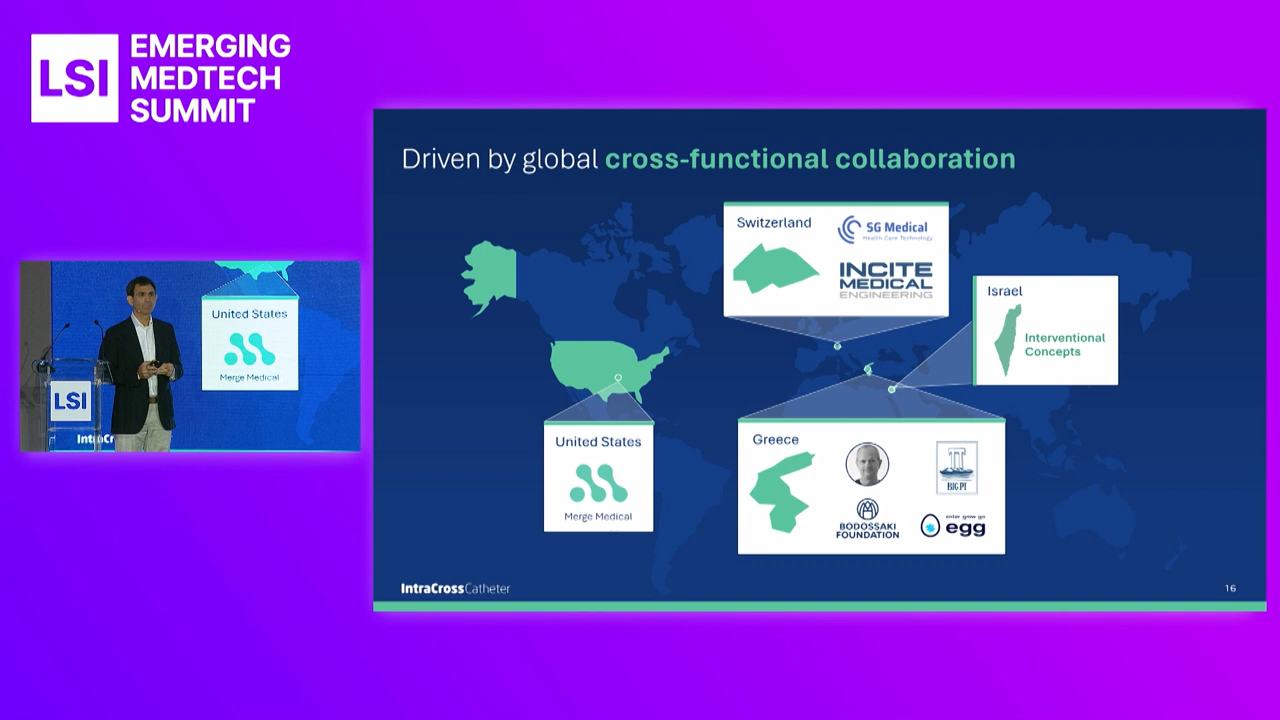 LSI
EMERGING
MEDTECH
SUMMIT
Driven by global cross-functional collaboration
Switzerland
SG Medical
Health Care Technology
INCITE
MEDICAL
ENGINEERING
Israel
Interventional
Concepts
United States
Merge Medical
LSI
IntraCr
United States
Merge Medical
Greece
BIG PI
BODOSSAKI
FOUNDATION
enter grow go
egg
IntraCrossCatheter
16